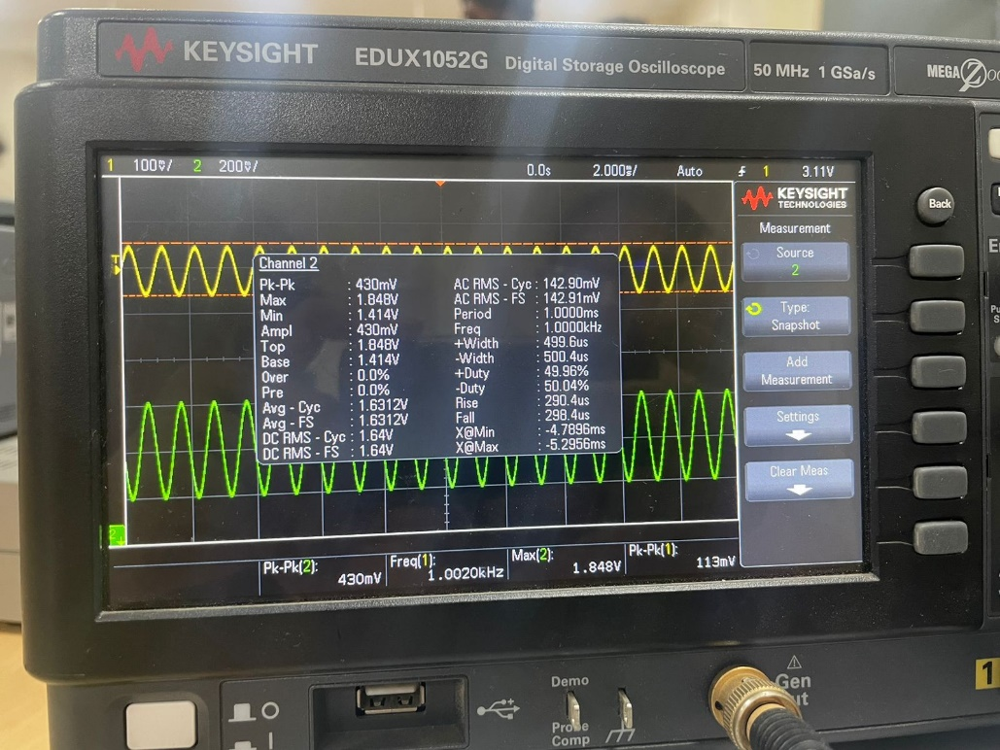 KEYSIGHT EDUX1052G Digital Storage Oscilloscope 50 MHz 1 GSa/s MEGA
1 100V/ 2 200V/ 0.0s 2.000ms/ Auto 1 3.11V
KEYSIGHT
TECHNOLOGIES
Measurement
Source
2
Type:
Snapshot
Add
Measurement
Settings
Clear Meas
Back
T
Channel 2
Pk-Pk : 430mV
Max : 1.848V
Min : 1.414V
Ampl : 430mV
Top : 1.848V
Base : 1.414V
Over : 0.0%
Pre : 0.0%
Avg - Cyc : 1.6312V
Avg - FS : 1.6312V
DC RMS - Cyc : 1.64V
DC RMS - FS : 1.64V
AC RMS - Cyc : 142.90mV
AC RMS - FS : 142.91mV
Period : 1.0000ms
Freq : 1.0000kHz
+Width : 499.6us
-Width : 500.4us
+Duty : 49.96%
-Duty : 50.04%
Rise : 290.4us
Fall : 298.4us
X@Min : -4.7896ms
X@Max : -5.2956ms
2
Pk-Pk(2): 430mV
Freq(1): 1.0020kHz
Max(2): 1.848V
Pk-Pk(1): 113mV
Demo
Probe
Comp
Gen
1